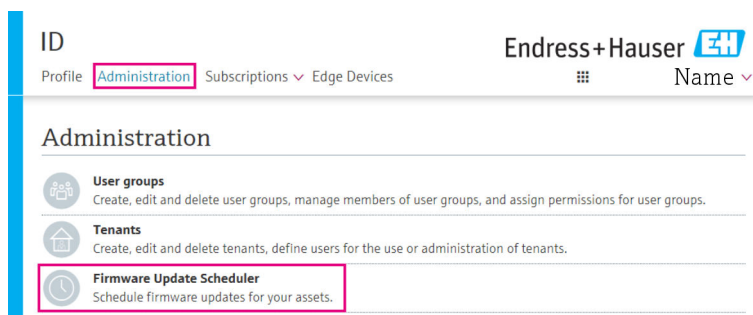 ID
Endress+Hauser EH
Profile Administration Subscriptions Edge Devices
Name
Administration
User groups
Create, edit and delete user groups, manage members of user groups, and assign permissions for user groups.
Tenants
Create, edit and delete tenants, define users for the use or administration of tenants.
Firmware Update Scheduler
Schedule firmware updates for your assets.